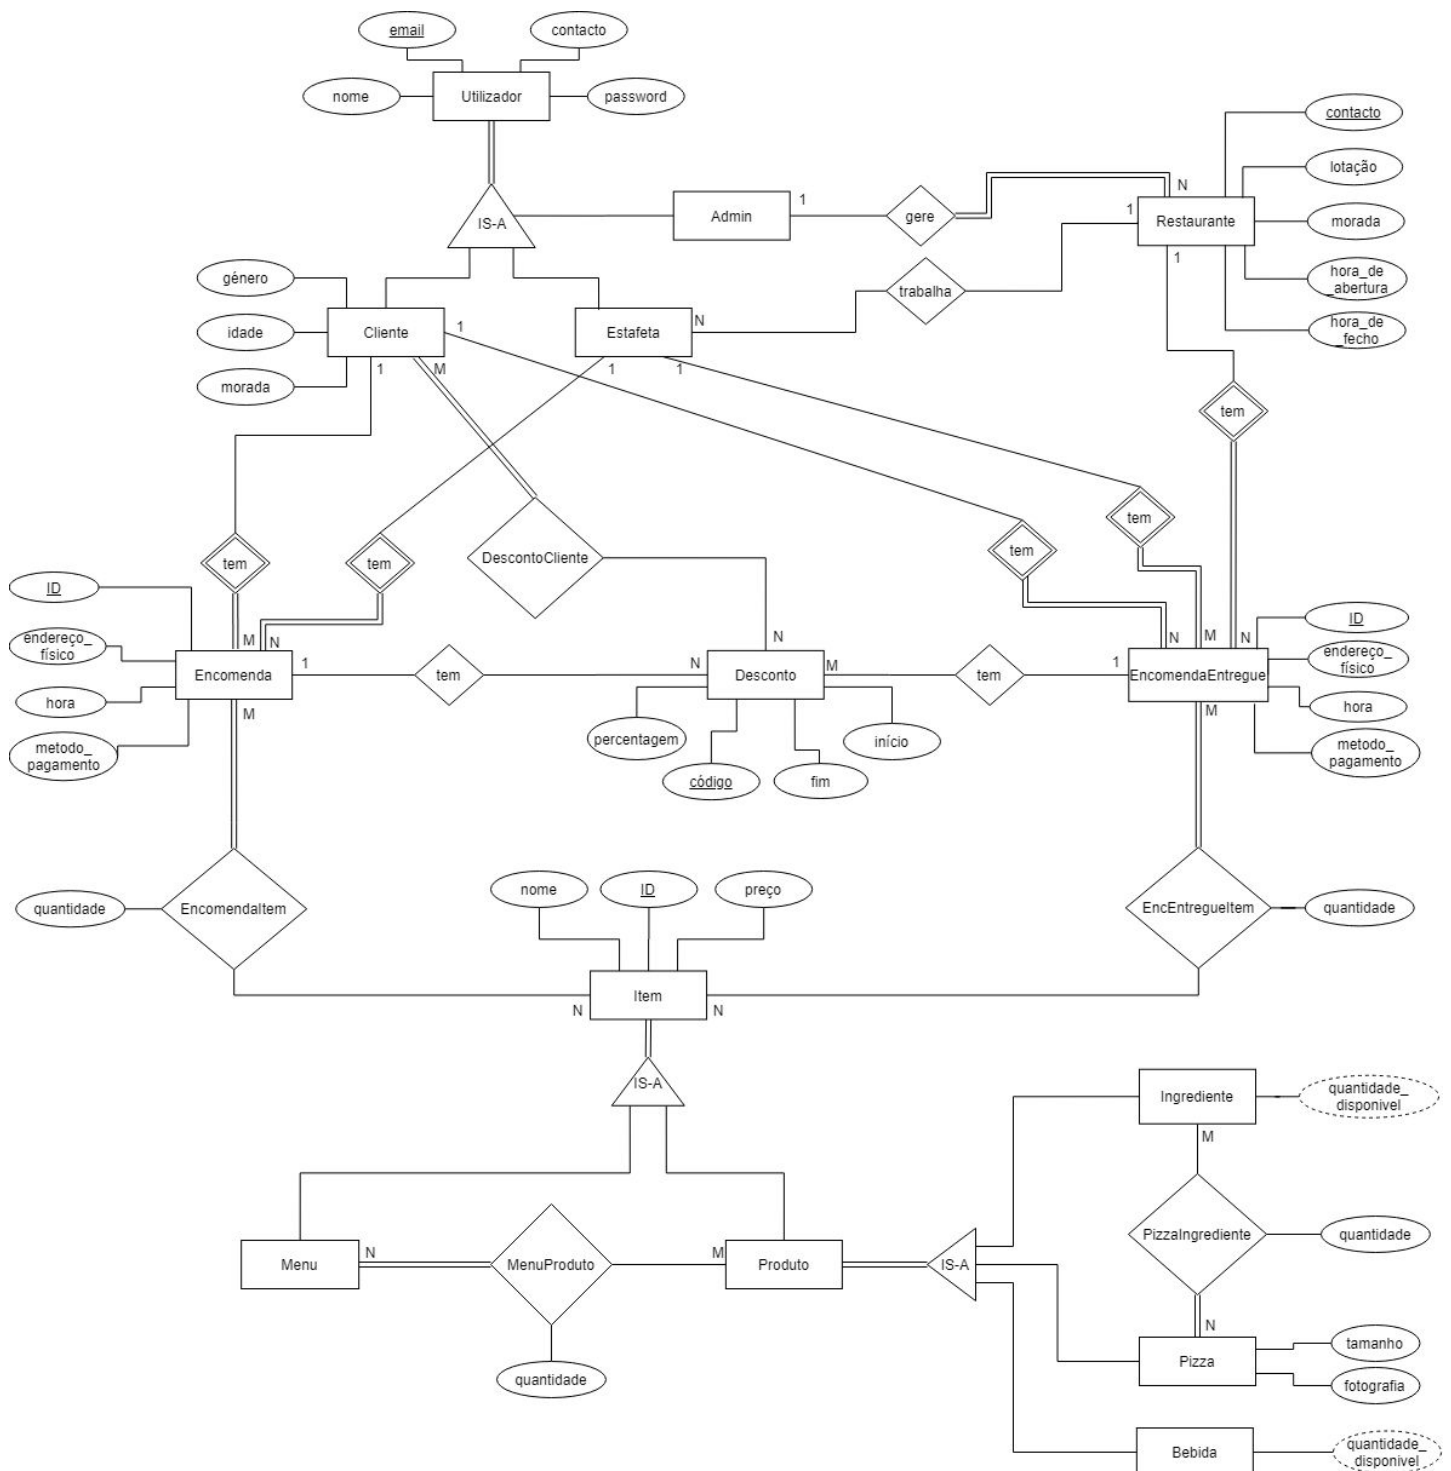 email
contacto
nome
Utilizador
password
contacto
lotação
IS-A
Admin
1
gere
N
1
Restaurante
morada
1
género
trabalha
hora_de
_abertura
idade
1
Cliente
Estafeta
N
hora_de
_fecho
morada
1
M
1
1
tem
tem
tem
DescontoCliente
tem
tem
ID
endereço_
físico
M
N
N
N
M
N
ID
endereço_
físico
Encomenda
1
tem
N
Desconto
M
tem
1
EncomendaEntregue
hora
M
M
hora
metodo_
pagamento
percentagem
início
metodo_
pagamento
código
fim
nome
ID
preço
quantidade
EncomendaItem
EncEntregueItem
quantidade
Item
N
N
IS-A
Ingrediente
quantidade_
disponivel
M
PizzaIngrediente
quantidade
Menu
N
MenuProduto
M
Produto
IS-A
N
tamanho
Pizza
quantidade
fotografia
Bebida
quantidade_
disponivel